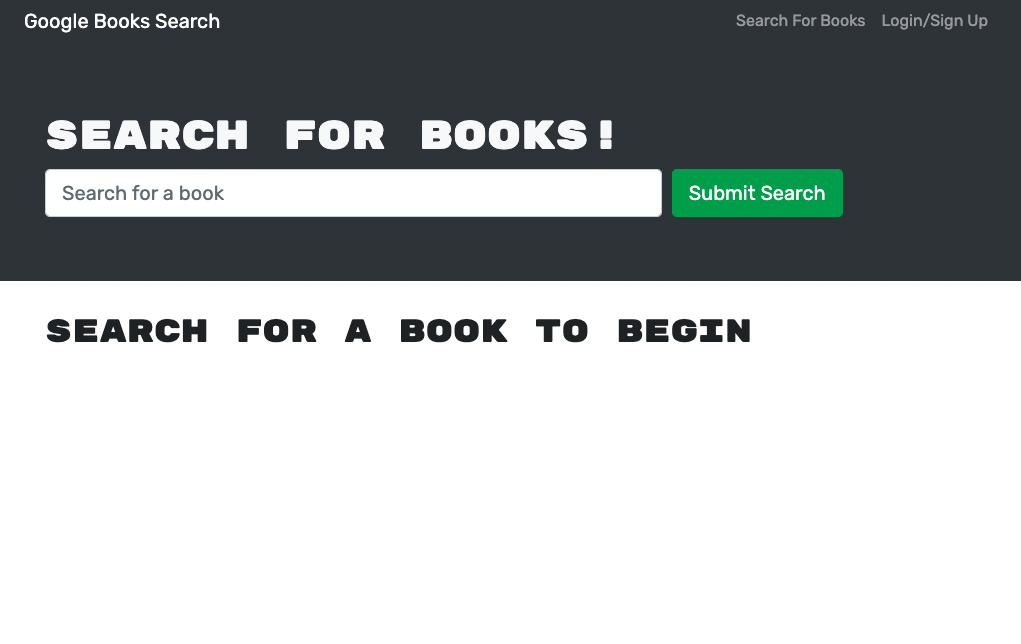 Google Books Search
Search For Books Login/Sign Up
SEARCH FOR BOOKS!
Search for a book
Submit Search
SEARCH FOR A BOOK TO BEGIN